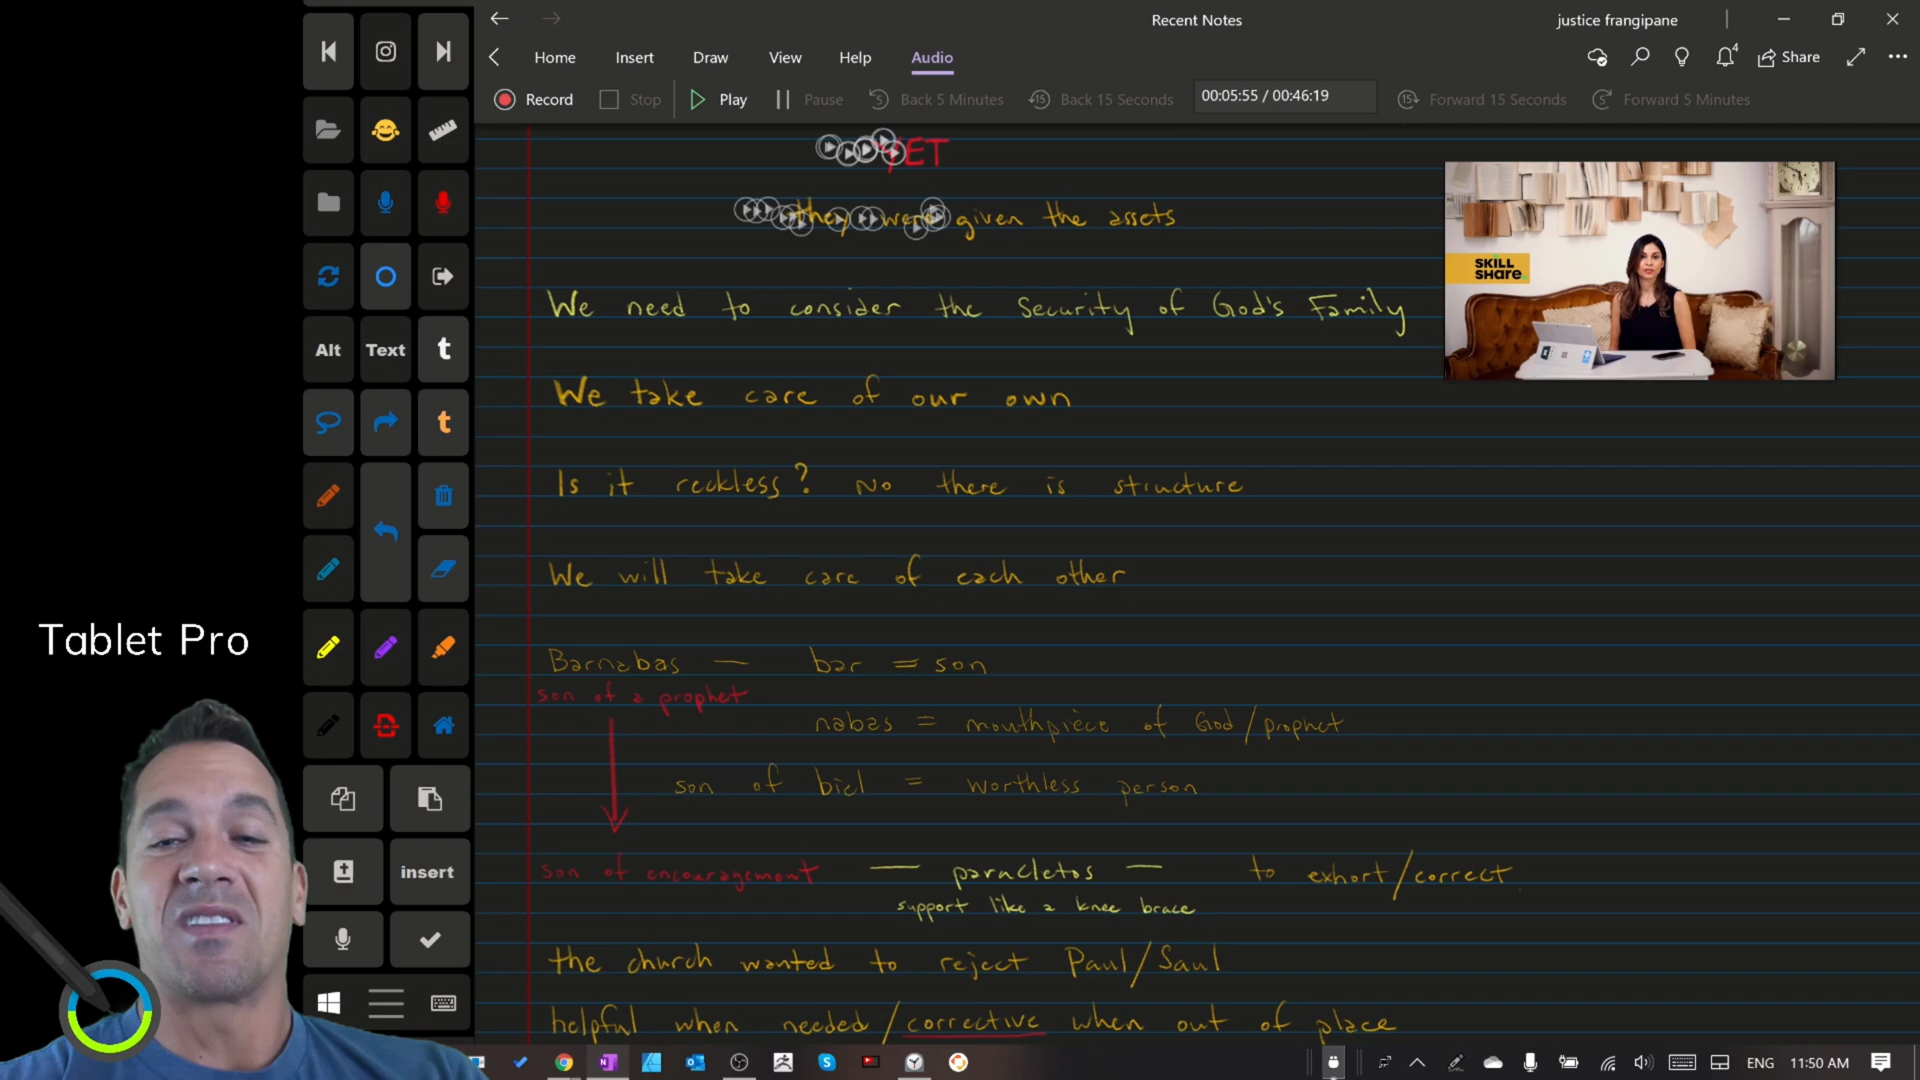 Recent Notes
justice frangipane
Home Insert Draw View Help Audio
4
Share
Record Stop Play Pause Back 5 Minutes Back 15 Seconds 00:05:55 / 00:46:19 Forward 15 Seconds Forward 5 Minutes
YET
they were given the assets
SKILL
SHare.
We need to consider the Security of God's Family
We take care of our own
Is it reckless? No there is structure
We will take care of each other
Barnabas — bar = son
son of a prophet
nabas = mouthpiece of God/prophet
son of biel = worthless person
son of encouragement — paracletos — to exhort/correct
support like a knee brace
the church wanted to reject Paul/Saul
helpful when needed/corrective when out of place
Alt Text t
t
insert
Tablet Pro
ENG 11:50 AM